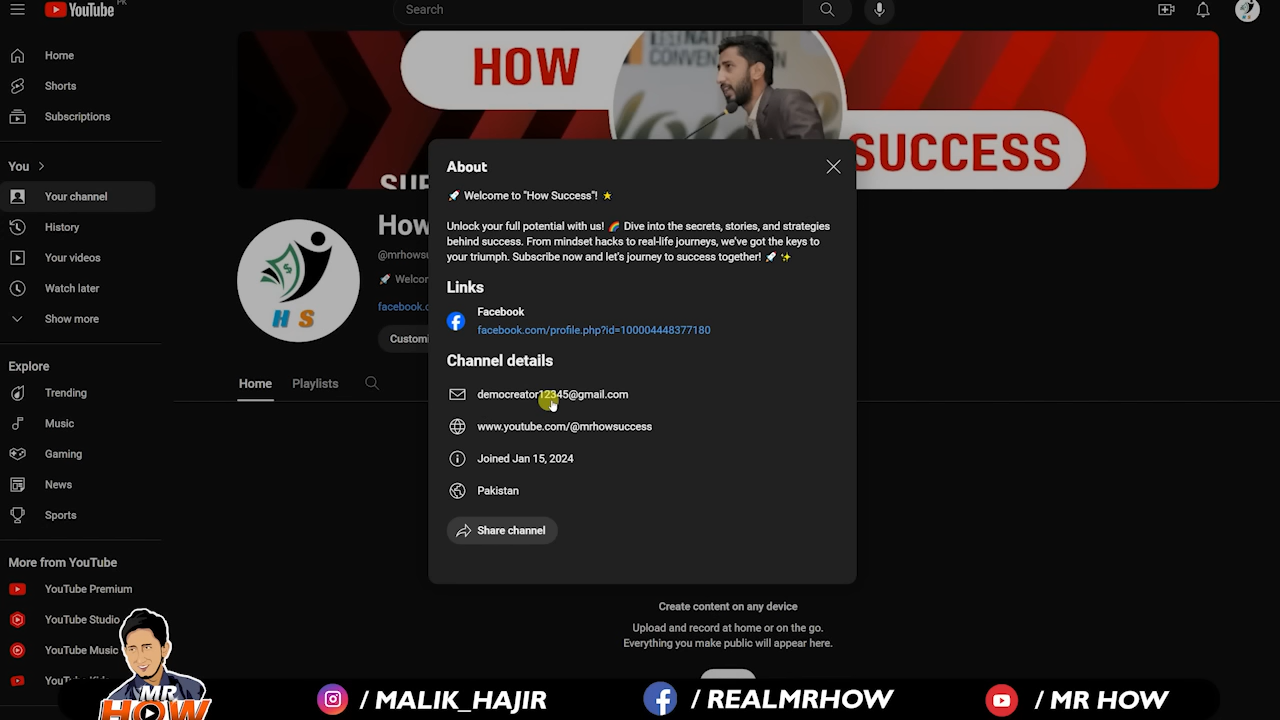 YouTube PK
Search
Home
Shorts
Subscriptions
You
Your channel
History
Your videos
Watch later
Show more
Explore
Trending
Music
Gaming
News
Sports
More from YouTube
YouTube Premium
YouTube Studio
YouTube Music
HOW
NATIONAL
CONVENTION
SUCCESS
How
@mrhowsu
Welcor
facebook.c
Customi
HS
Home
Playlists
About
🚀 Welcome to "How Success"! ⭐
Unlock your full potential with us! 🌈 Dive into the secrets, stories, and strategies
behind success. From mindset hacks to real-life journeys, we've got the keys to
your triumph. Subscribe now and let's journey to success together! 🚀 ✨
Links
Facebook
facebook.com/profile.php?id=100004448377180
Channel details
democreator12345@gmail.com
www.youtube.com/@mrhowsuccess
Joined Jan 15, 2024
Pakistan
Share channel
Create content on any device
Upload and record at home or on the go.
Everything you make public will appear here.
MR
HOW
/ MALIK_HAJIR
/ REALMRHOW
/ MR HOW